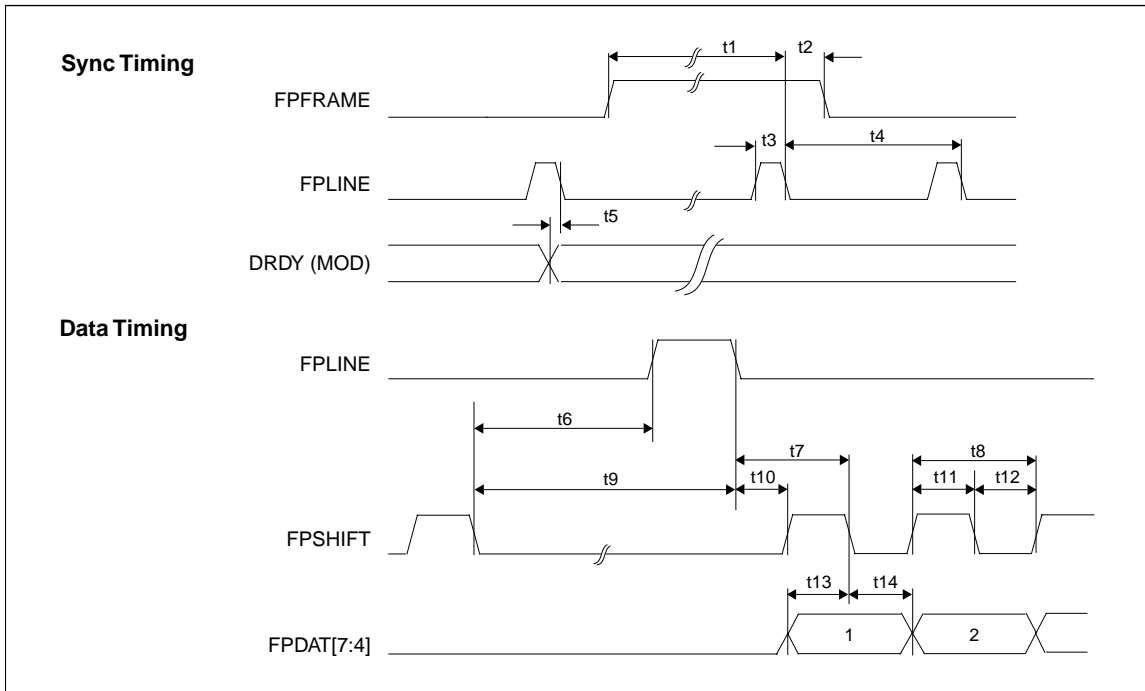 Sync Timing
t1
t2
FPFRAME
t3
t4
FPLINE
t5
DRDY (MOD)
Data Timing
FPLINE
t6
t7
t8
t9
t10
t11
t12
FPSHIFT
t13
t14
FPDAT[7:4]
1
2